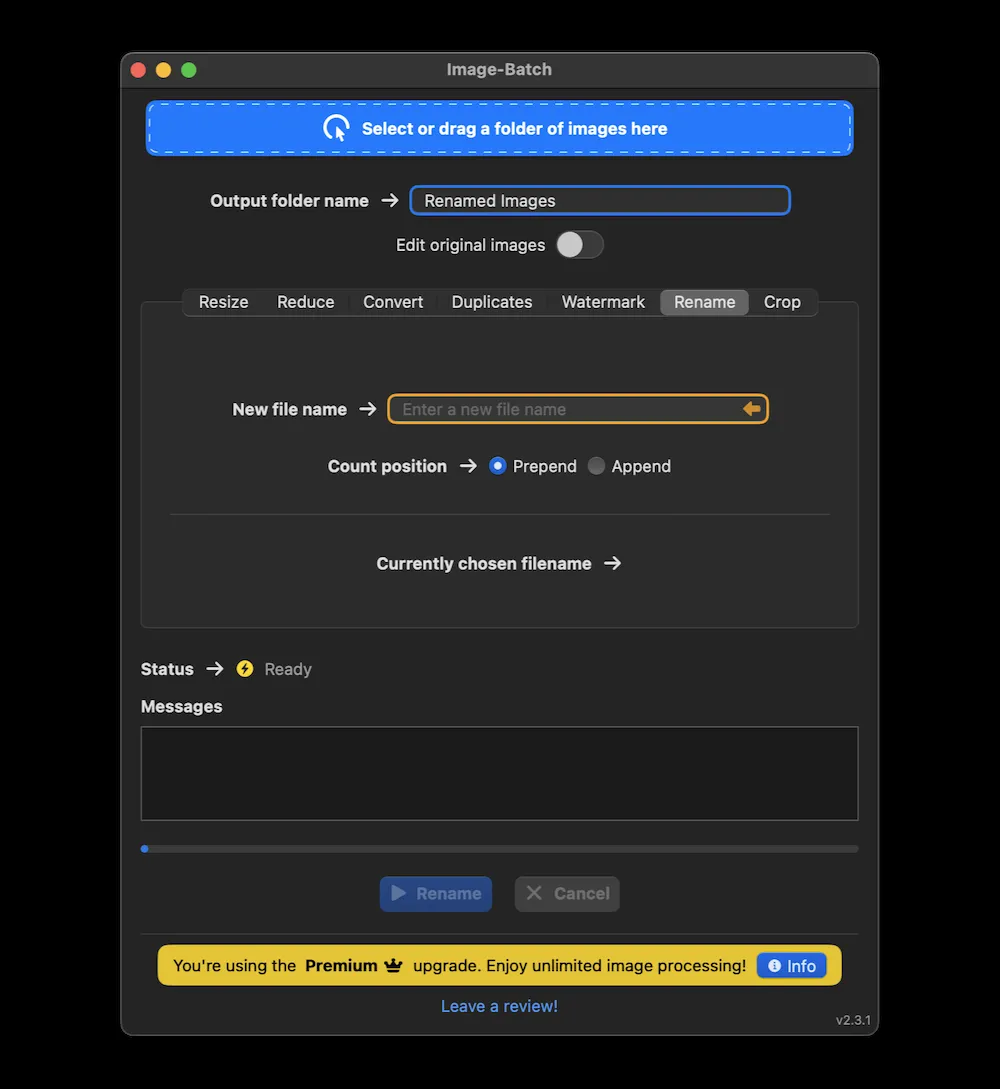 Image-Batch
Select or drag a folder of images here
Output folder name → Renamed Images
Edit original images
Resize Reduce Convert Duplicates Watermark Rename Crop
New file name → Enter a new file name
Count position → Prepend Append
Currently chosen filename →
Status → Ready
Messages
Rename Cancel
You're using the Premium upgrade. Enjoy unlimited image processing! Info
Leave a review!
v2.3.1